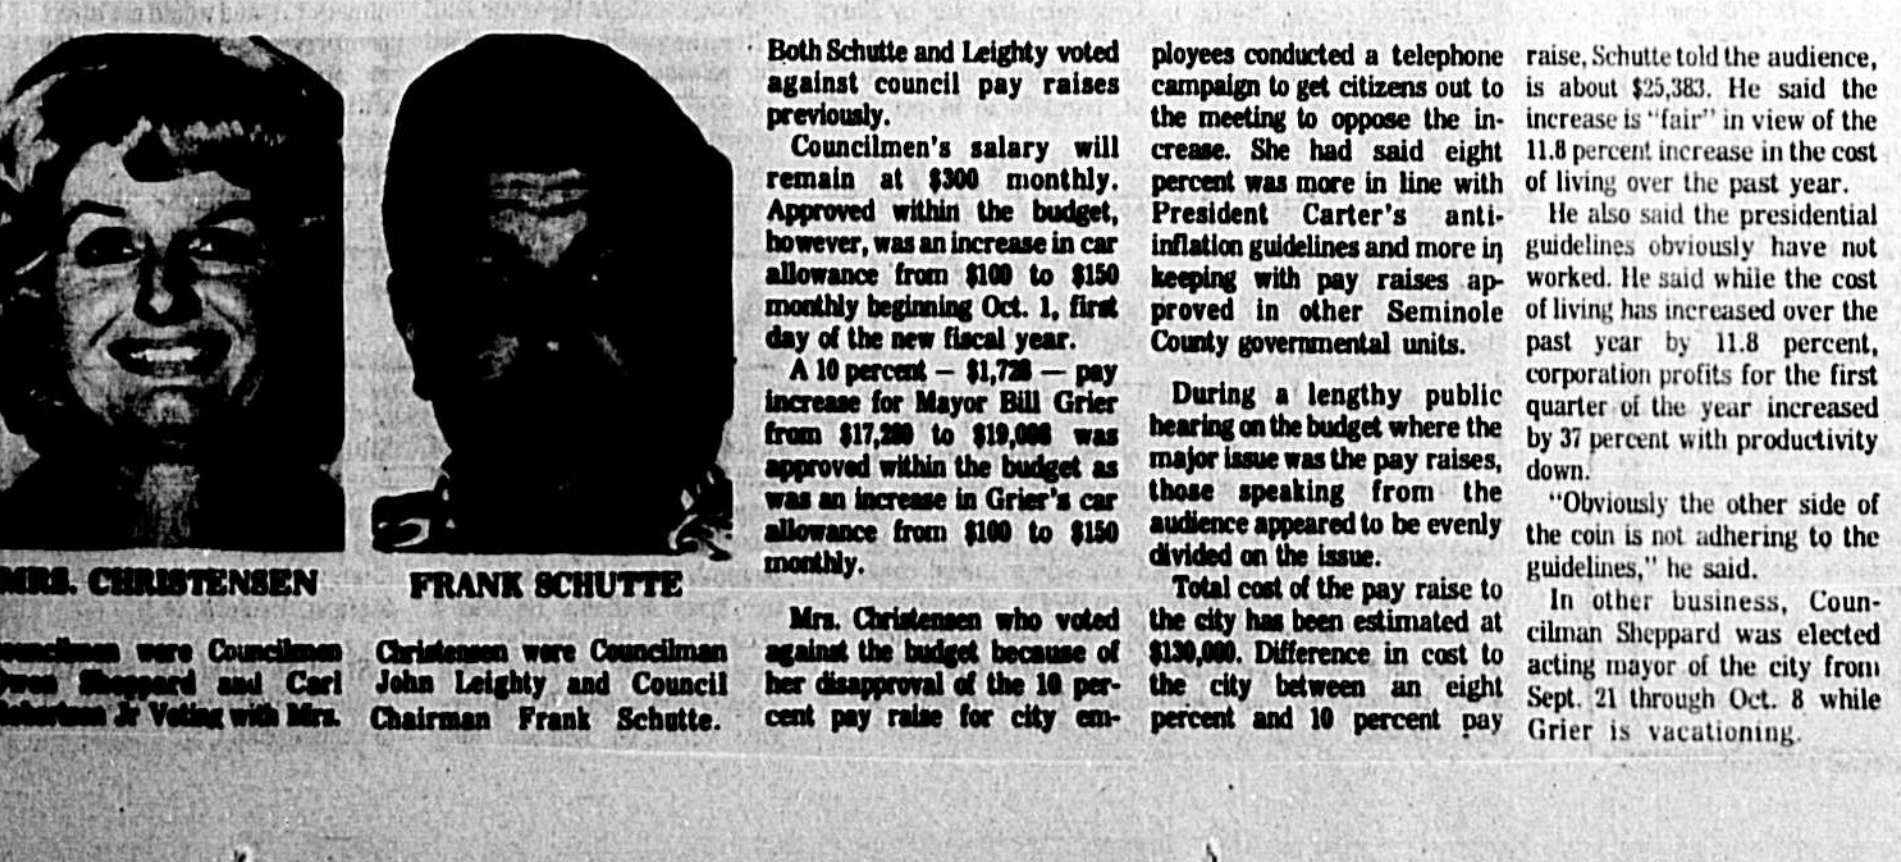 MRS. CHRISTENSEN
Councilmen were Councilmen
Owen Sheppard and Carl
Robertson Jr Voting with Mrs.
FRANK SCHUTTE
Christensen were Councilman
John Leighty and Council
Chairman Frank Schutte.
Both Schutte and Leighty voted
against council pay raises
previously.
Councilmen's salary will
remain at $300 monthly.
Approved within the budget,
however, was an increase in car
allowance from $100 to $150
monthly beginning Oct. 1, first
day of the new fiscal year.
A 10 percent — $1,728 — pay
increase for Mayor Bill Grier
from $17,280 to $19,008 was
approved within the budget as
was an increase in Grier's car
allowance from $100 to $150
monthly.
Mrs. Christensen who voted
against the budget because of
her disapproval of the 10 per-
cent pay raise for city em-
ployees conducted a telephone
campaign to get citizens out to
the meeting to oppose the in-
crease. She had said eight
percent was more in line with
President Carter's anti-
inflation guidelines and more in
keeping with pay raises ap-
proved in other Seminole
County governmental units.
During a lengthy public
hearing on the budget where the
major issue was the pay raises,
those speaking from the
audience appeared to be evenly
divided on the issue.
Total cost of the pay raise to
the city has been estimated at
$130,000. Difference in cost to
the city between an eight
percent and 10 percent pay
raise, Schutte told the audience,
is about $25,383. He said the
increase is "fair" in view of the
11.8 percent increase in the cost
of living over the past year.
He also said the presidential
guidelines obviously have not
worked. He said while the cost
of living has increased over the
past year by 11.8 percent,
corporation profits for the first
quarter of the year increased
by 37 percent with productivity
down.
"Obviously the other side of
the coin is not adhering to the
guidelines," he said.
In other business, Coun-
cilman Sheppard was elected
acting mayor of the city from
Sept. 21 through Oct. 8 while
Grier is vacationing.